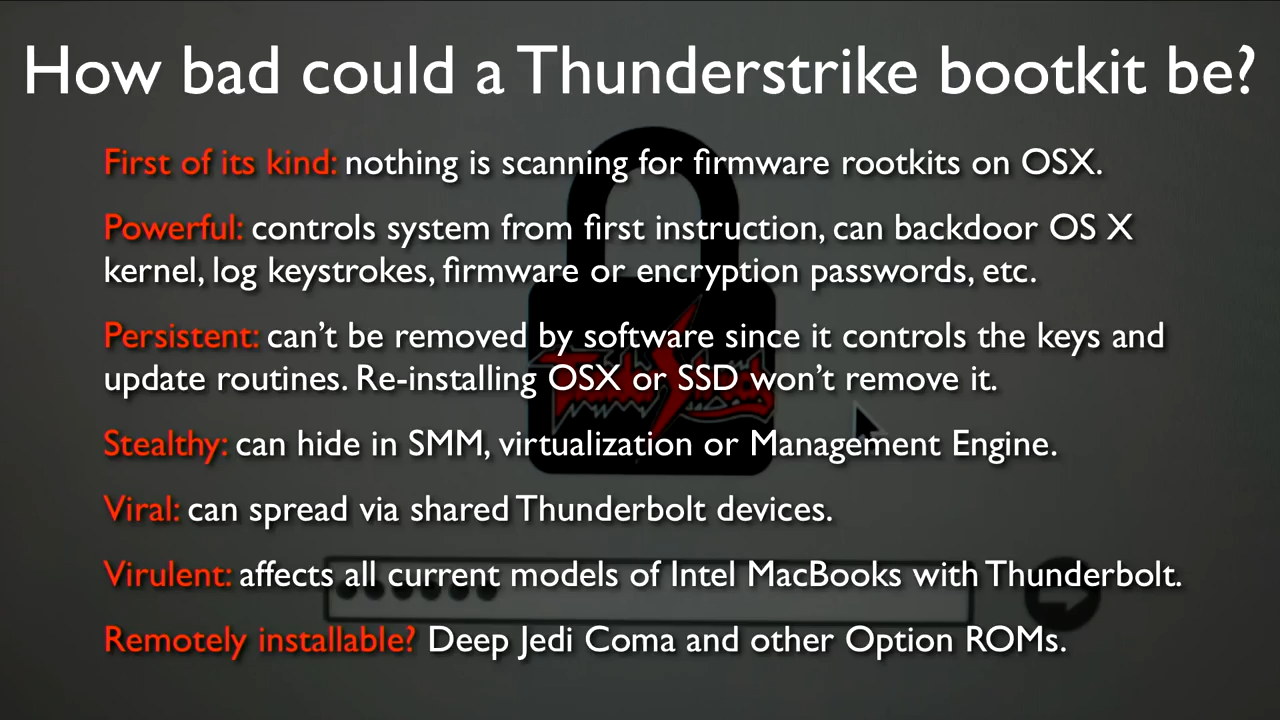 How bad could a Thunderstrike bootkit be?
First of its kind: nothing is scanning for firmware rootkits on OSX.
Powerful: controls system from first instruction, can backdoor OS X
kernel, log keystrokes, firmware or encryption passwords, etc.
Persistent: can't be removed by software since it controls the keys and
update routines. Re-installing OSX or SSD won't remove it.
Stealthy: can hide in SMM, virtualization or Management Engine.
Viral: can spread via shared Thunderbolt devices.
Virulent: affects all current models of Intel MacBooks with Thunderbolt.
Remotely installable? Deep Jedi Coma and other Option ROMs.